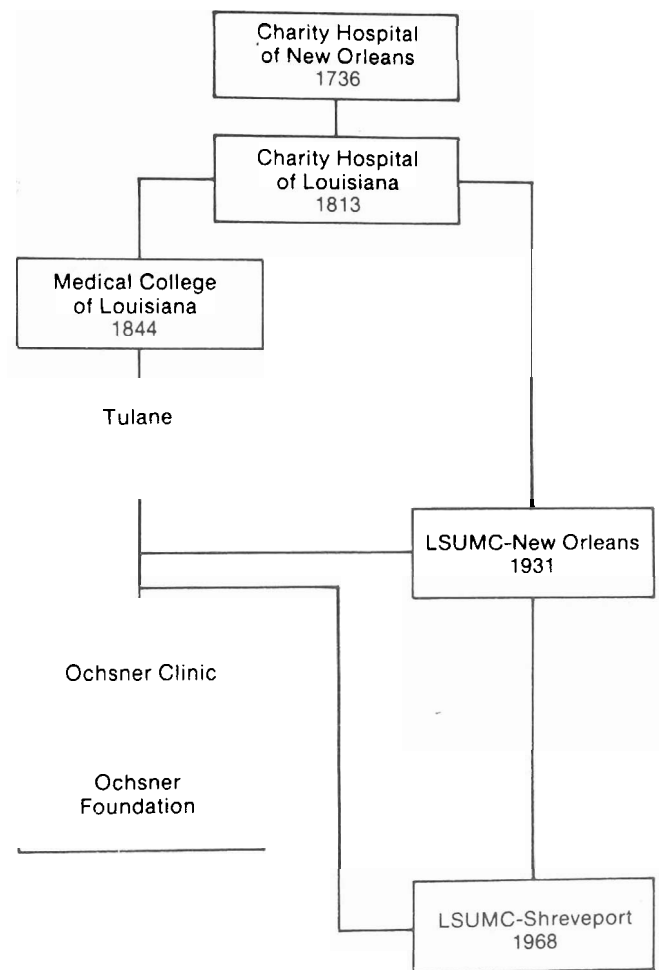 Charity Hospital
of New Orleans
1736
Charity Hospital
of Louisiana
1813
Medical College
of Louisiana
1844
Tulane
LSUMC-New Orleans
1931
Ochsner Clinic
Ochsner
Foundation
LSUMC-Shreveport
1968